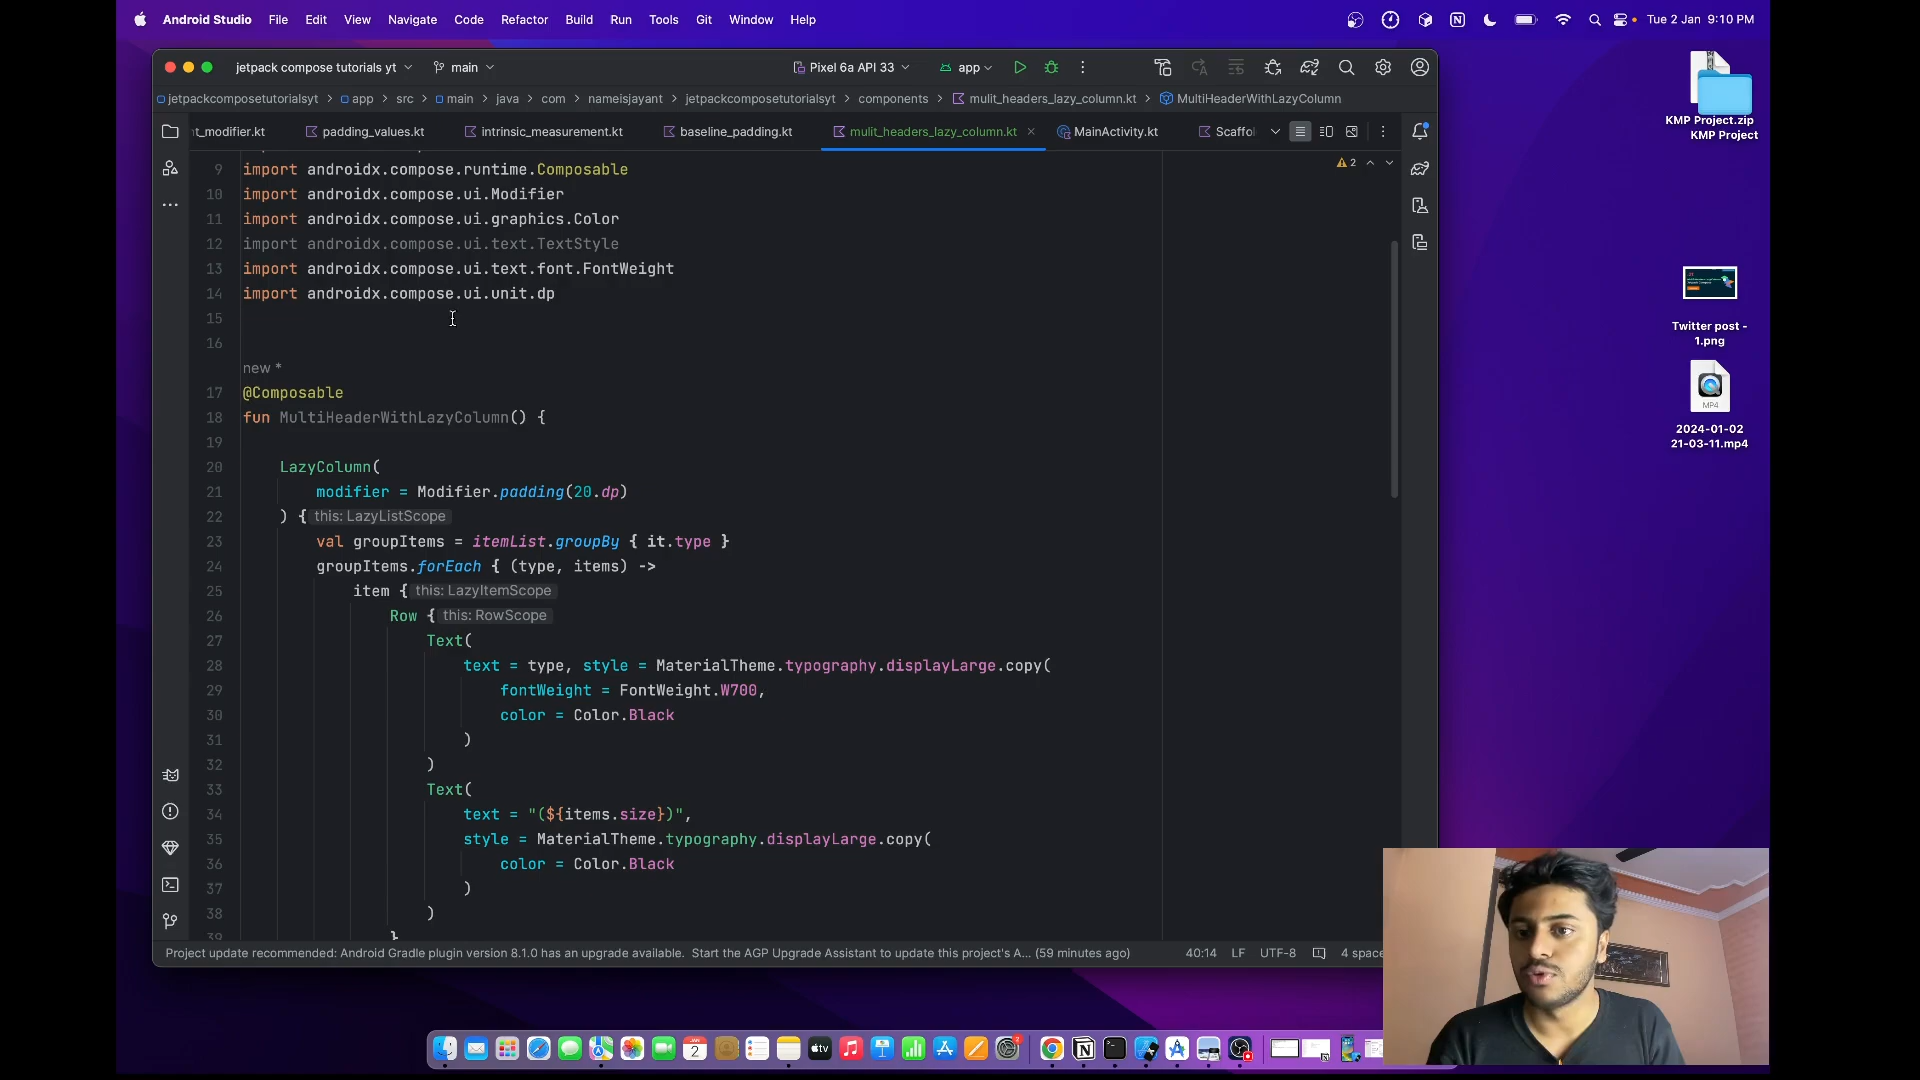 Android Studio File Edit View Navigate Code Refactor Build Run Tools Git Window Help
Tue 2 Jan 9:10 PM
jetpack compose tutorials yt main Pixel 6a API 33 app
jetpackcomposetutorialsyt > app > src > main > java > com > nameisjayant > jetpackcomposetutorialsyt > components > mulit_headers_lazy_column.kt > MultiHeaderWithLazyColumn
t_modifier.kt padding_values.kt intrinsic_measurement.kt baseline_padding.kt mulit_headers_lazy_column.kt MainActivity.kt Scaffol
2
9 import androidx.compose.runtime.Composable
10 import androidx.compose.ui.Modifier
11 import androidx.compose.ui.graphics.Color
12 import androidx.compose.ui.text.TextStyle
13 import androidx.compose.ui.text.font.FontWeight
14 import androidx.compose.ui.unit.dp
15
16
new *
17 @Composable
18 fun MultiHeaderWithLazyColumn() {
19
20 LazyColumn(
21 modifier = Modifier.padding(20.dp)
22 ) { this: LazyListScope
23 val groupItems = itemList.groupBy { it.type }
24 groupItems.forEach { (type, items) ->
25 item { this: LazyItemScope
26 Row { this: RowScope
27 Text(
28 text = type, style = MaterialTheme.typography.displayLarge.copy(
29 fontWeight = FontWeight.W700,
30 color = Color.Black
31 )
32 )
33 Text(
34 text = "(${items.size})",
35 style = MaterialTheme.typography.displayLarge.copy(
36 color = Color.Black
37 )
38 )
39 }
Project update recommended: Android Gradle plugin version 8.1.0 has an upgrade available. Start the AGP Upgrade Assistant to update this project's A... (59 minutes ago) 40:14 LF UTF-8 4 space
KMP Project.zip
KMP Project
Twitter post -
1.png
MP4
2024-01-02
21-03-11.mp4
JAN
2
tv